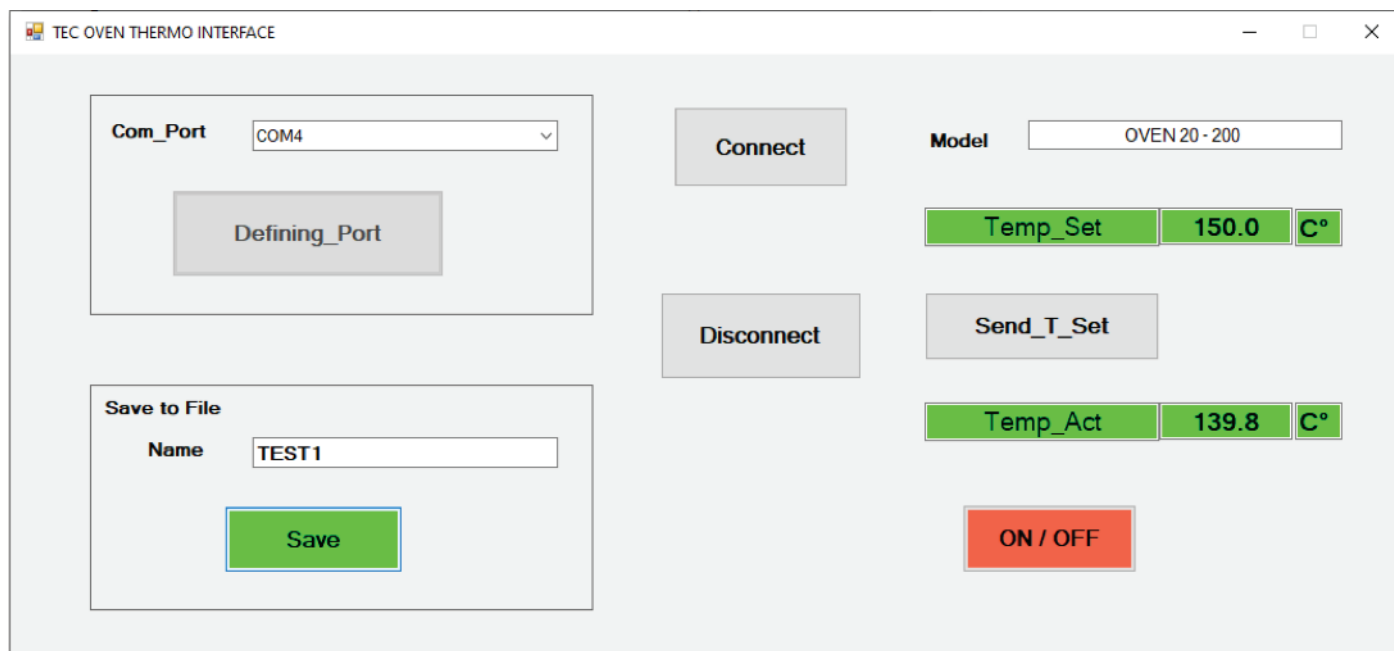 TEC OVEN THERMO INTERFACE
Com_Port
COM4
Defining_Port
Connect
Model
OVEN 20 - 200
Temp_Set 150.0 C°
Disconnect
Send_T_Set
Save to File
Name
TEST1
Save
Temp_Act 139.8 C°
ON / OFF